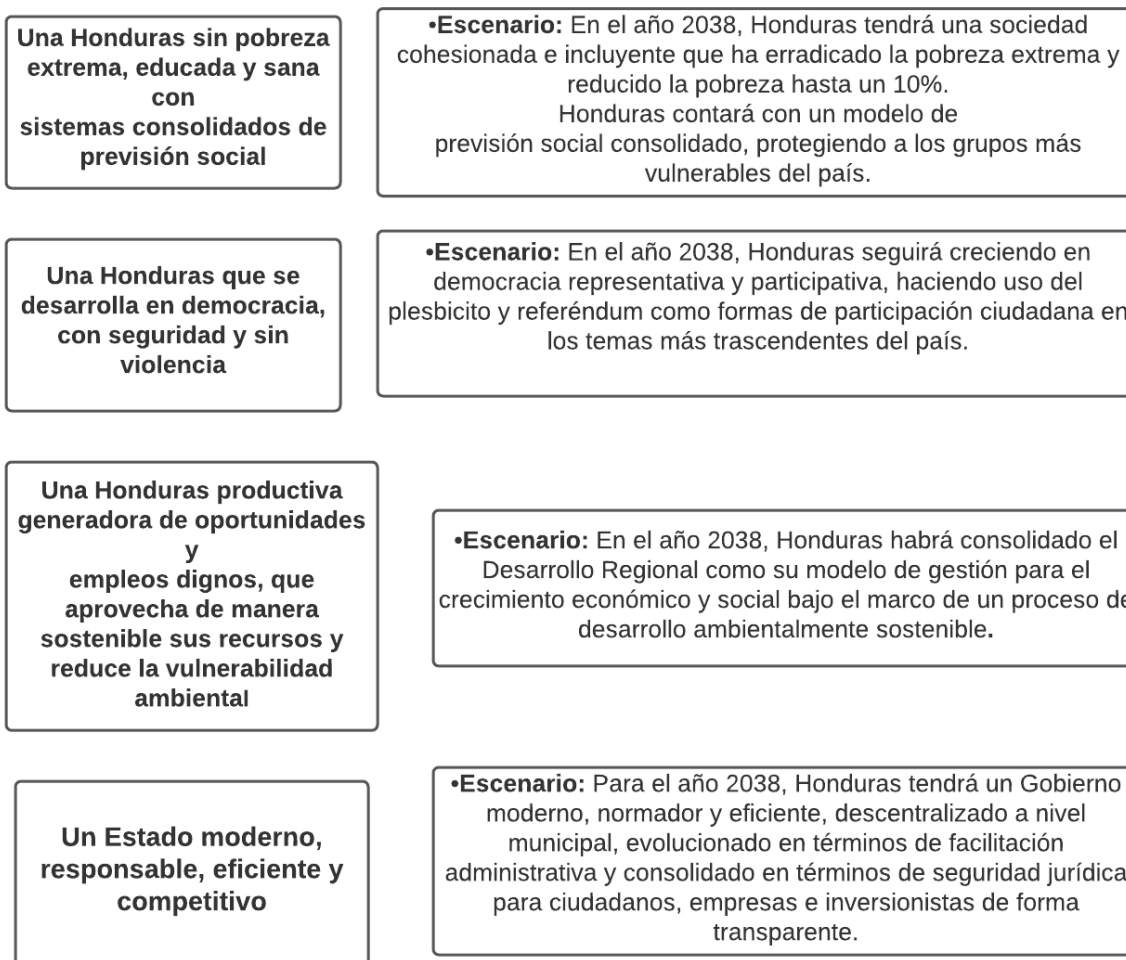 Una Honduras sin pobreza
extrema, educada y sana
con
sistemas consolidados de
previsión social
•Escenario: En el año 2038, Honduras tendrá una sociedad
cohesionada e incluyente que ha erradicado la pobreza extrema y
reducido la pobreza hasta un 10%.
Honduras contará con un modelo de
previsión social consolidado, protegiendo a los grupos más
vulnerables del país.
Una Honduras que se
desarrolla en democracia,
con seguridad y sin
violencia
•Escenario: En el año 2038, Honduras seguirá creciendo en
democracia representativa y participativa, haciendo uso del
plesbicito y referéndum como formas de participación ciudadana en
los temas más trascendentes del país.
Una Honduras productiva
generadora de oportunidades
y
empleos dignos, que
aprovecha de manera
sostenible sus recursos y
reduce la vulnerabilidad
ambiental
•Escenario: En el año 2038, Honduras habrá consolidado el
Desarrollo Regional como su modelo de gestión para el
crecimiento económico y social bajo el marco de un proceso de
desarrollo ambientalmente sostenible.
Un Estado moderno,
responsable, eficiente y
competitivo
•Escenario: Para el año 2038, Honduras tendrá un Gobierno
moderno, normador y eficiente, descentralizado a nivel
municipal, evolucionado en términos de facilitación
administrativa y consolidado en términos de seguridad jurídica
para ciudadanos, empresas e inversionistas de forma
transparente.